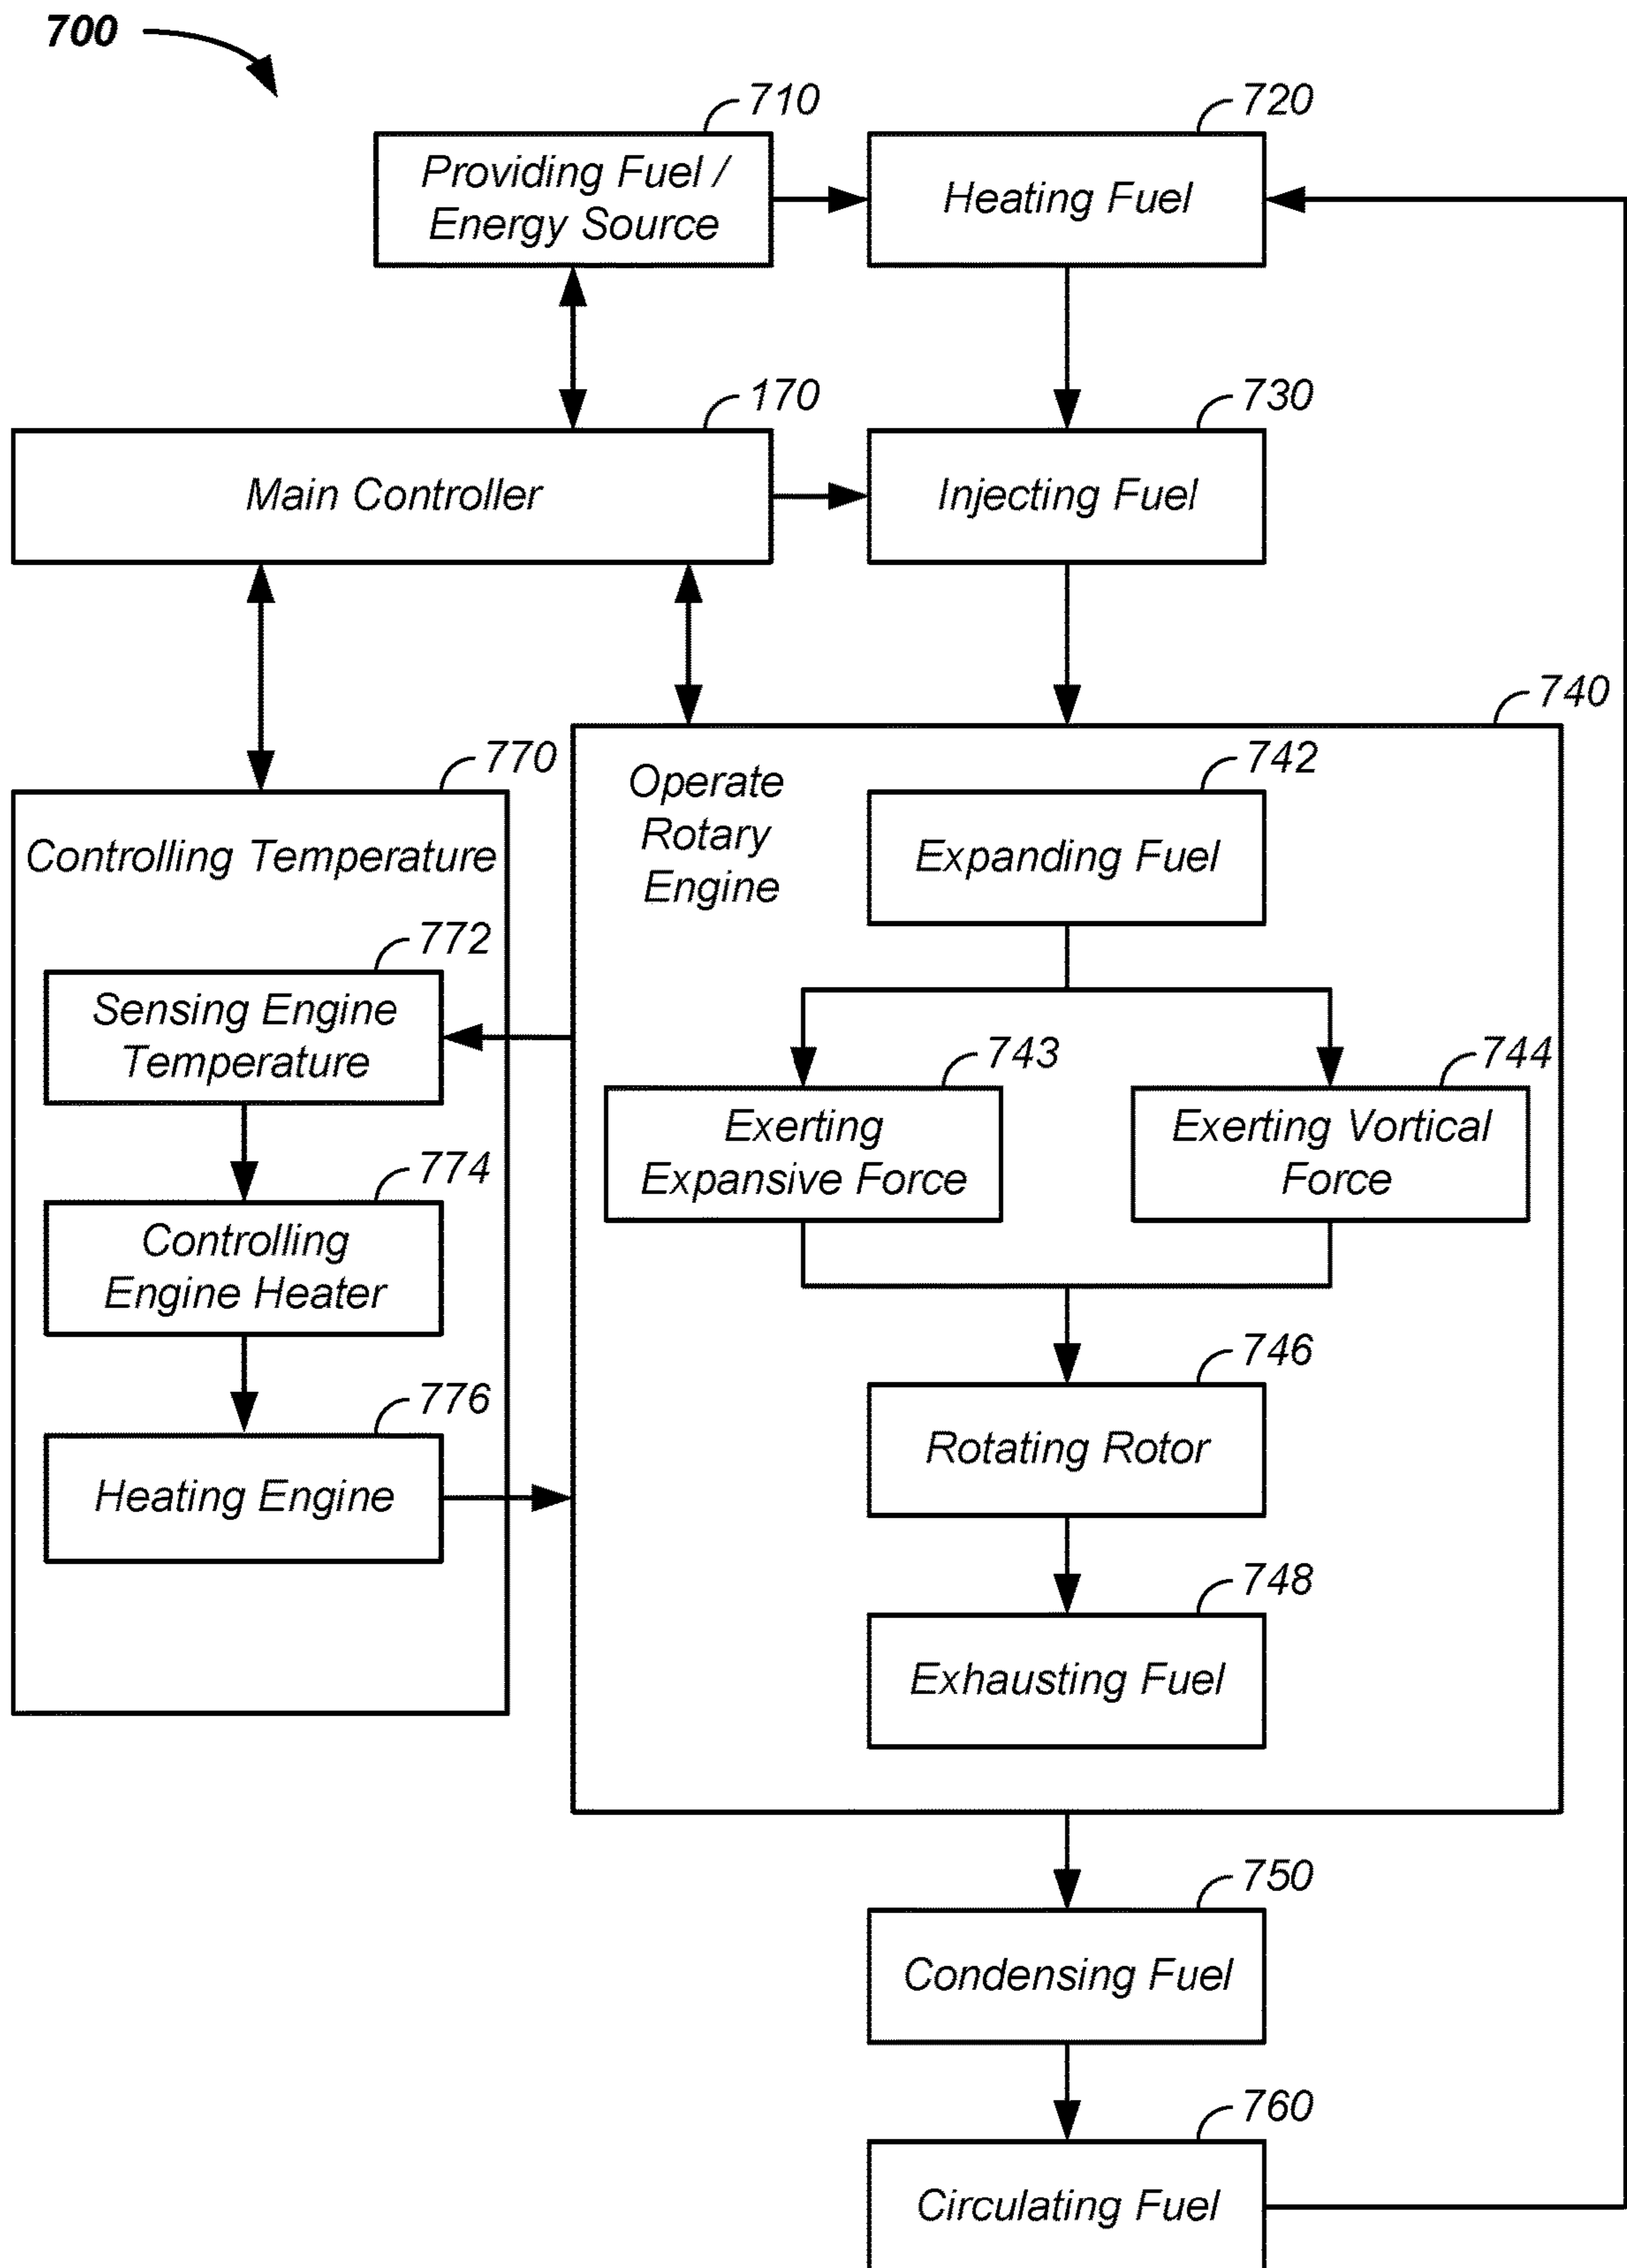 700
710
Providing Fuel /
Energy Source
720
Heating Fuel
170
Main Controller
730
Injecting Fuel
740
Operate
Rotary
Engine
742
Expanding Fuel
770
Controlling Temperature
772
Sensing Engine
Temperature
743
Exerting
Expansive Force
744
Exerting Vortical
Force
774
Controlling
Engine Heater
746
Rotating Rotor
776
Heating Engine
748
Exhausting Fuel
750
Condensing Fuel
760
Circulating Fuel